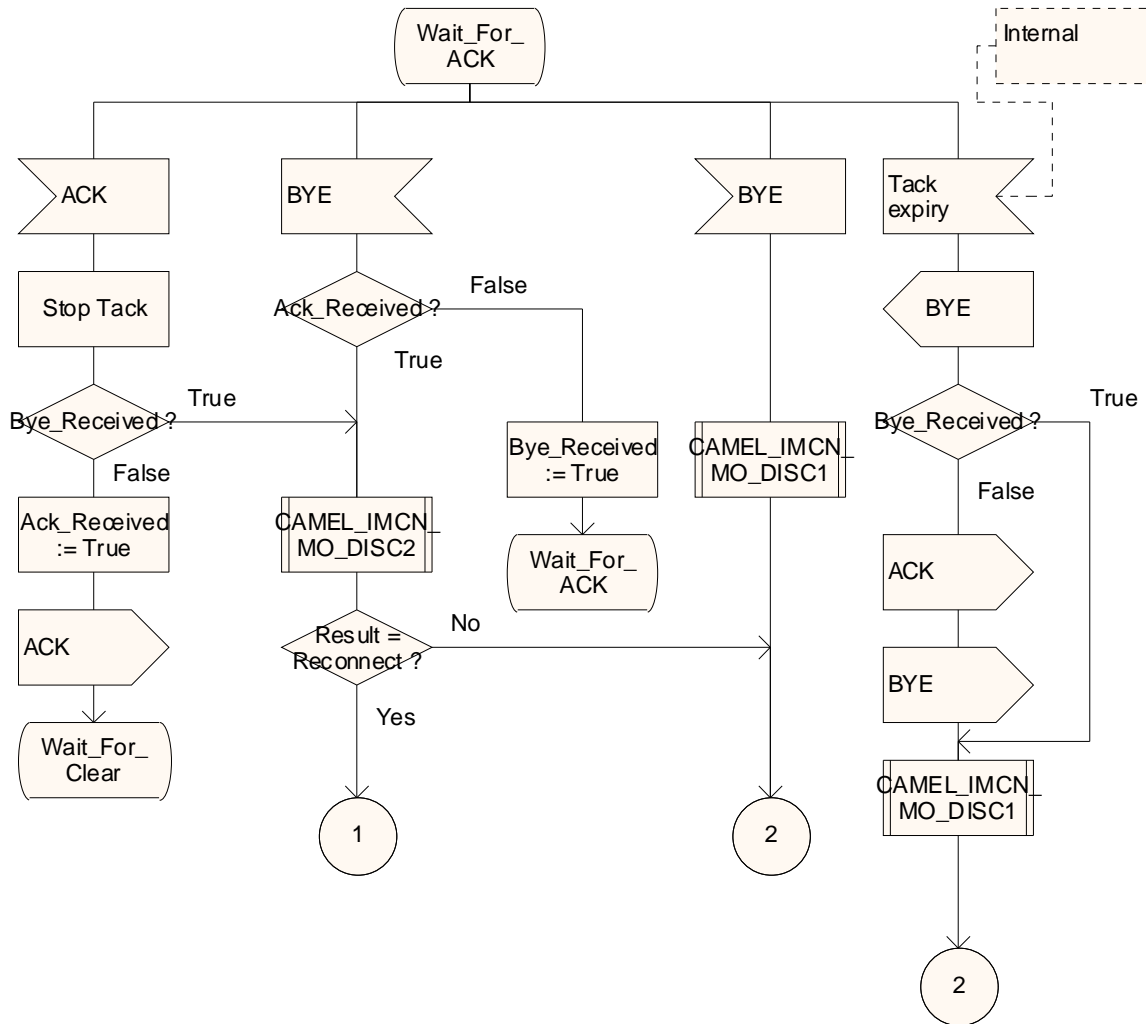 Wait_For_
ACK
Internal
ACK
BYE
BYE
Tack
expiry
Stop Tack
Ack_Received ?
False
True
BYE
Bye_Received ?
True
False
Bye_Received
:= True
CAMEL_IMCN_
MO_DISC1
Bye_Received ?
True
False
Ack_Received
:= True
CAMEL_IMCN_
MO_DISC2
Wait_For_
ACK
ACK
ACK
Result =
Reconnect ?
No
Yes
BYE
Wait_For_
Clear
CAMEL_IMCN_
MO_DISC1
1
2
2